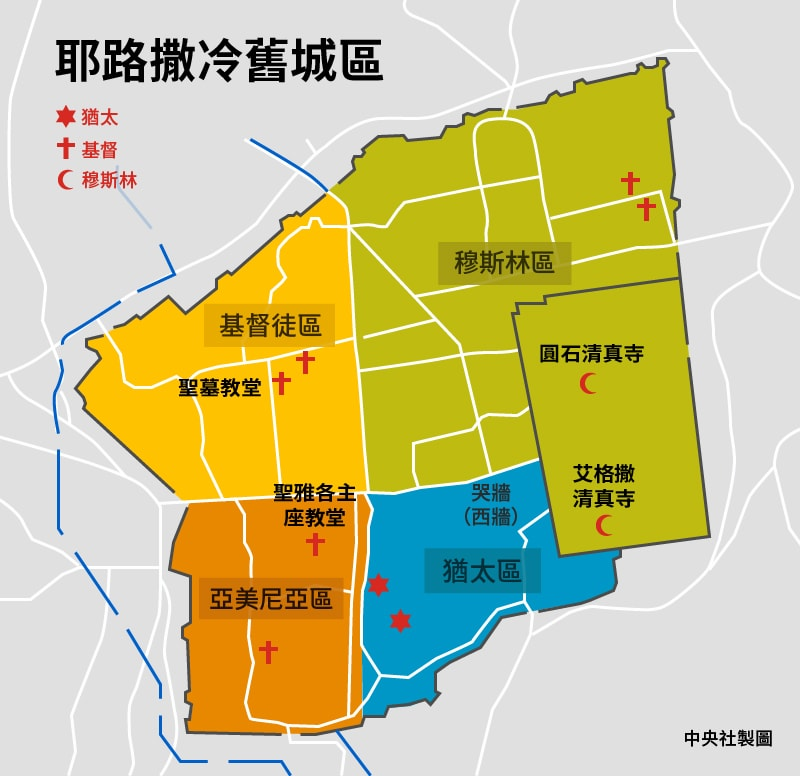 耶路撒冷舊城區
猶太
基督
穆斯林
穆斯林區
基督徒區
圓石清真寺
聖墓教堂
艾格撒
清真寺
聖雅各主
座教堂
哭牆
（西牆）
猶太區
亞美尼亞區
中央社製圖